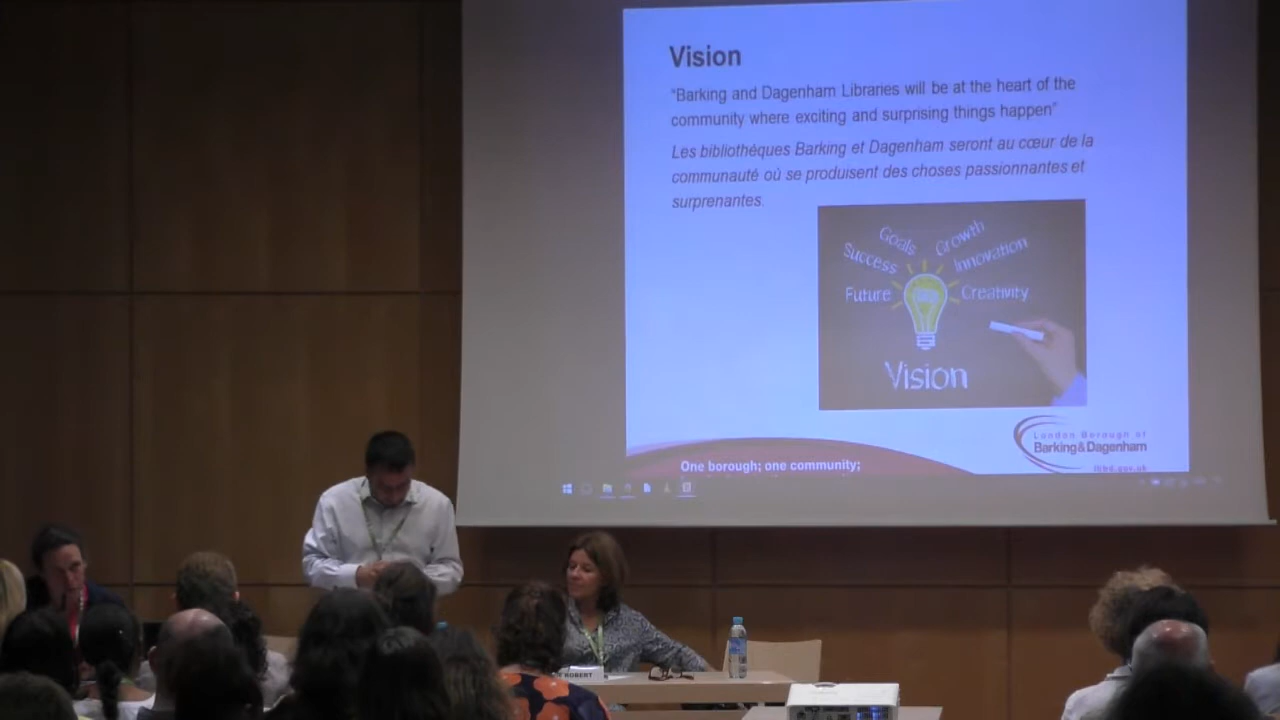 Vision
"Barking and Dagenham Libraries will be at the heart of the
community where exciting and surprising things happen"
Les bibliothéques Barking et Dagenham seront au cœur de la
communauté où se produisent des choses passionnantes et
surprenantes.
Goals
Growth
Success
Innovation
Future
Creativity
Vision
London Borough of
Barking&Dagenham
lbbd.gov.uk
One borough; one community;
ROBERT